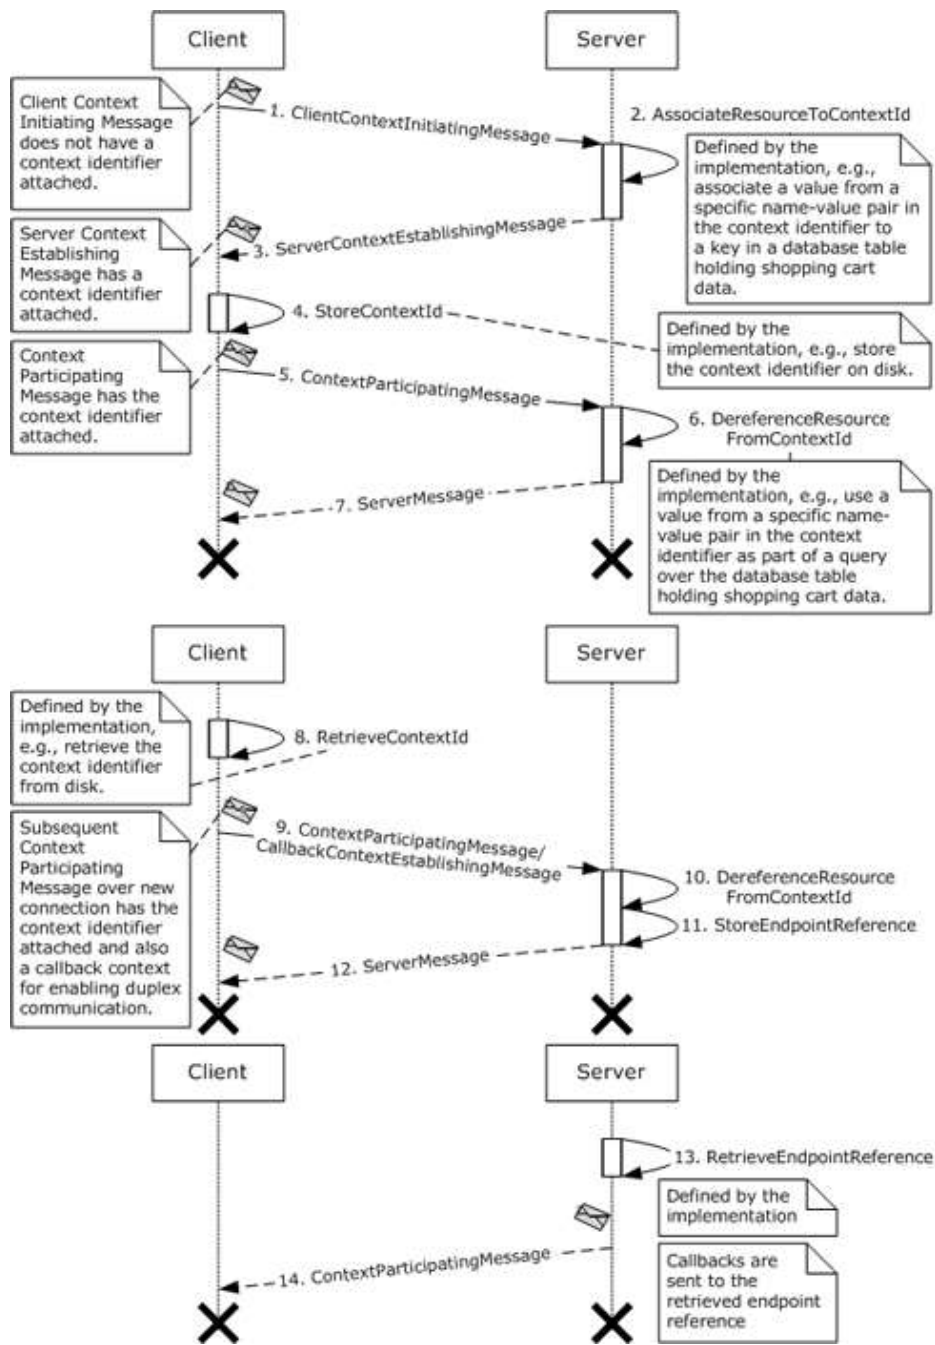 Client
Server
Client Context
Initiating Message
does not have a
context identifier
attached.
1. ClientContextInitiatingMessage
2. AssociateResourceToContextId
Defined by the
implementation, e.g.,
associate a value from a
specific name-value pair in
the context identifier to
a key in a database table
holding shopping cart
data.
Server Context
Establishing
Message has a
context identifier
attached.
3. ServerContextEstablishingMessage
4. StoreContextId
Defined by the
implementation, e.g., store
the context identifier on disk.
Context
Participating
Message has the
context identifier
attached.
5. ContextParticipatingMessage
6. DereferenceResource
FromContextId
Defined by the
implementation, e.g., use a
value from a specific name-
value pair in the context
identifier as part of a query
over the database table
holding shopping cart data.
7. ServerMessage
Client
Server
Defined by the
implementation,
e.g., retrieve the
context identifier
from disk.
8. RetrieveContextId
Subsequent
Context
Participating
Message over new
connection has the
context identifier
attached and also
a callback context
for enabling duplex
communication.
9. ContextParticipatingMessage/
CallbackContextEstablishingMessage
10. DereferenceResource
FromContextId
11. StoreEndpointReference
12. ServerMessage
Client
Server
13. RetrieveEndpointReference
Defined by the
implementation
14. ContextParticipatingMessage
Callbacks are
sent to the
retrieved endpoint
reference